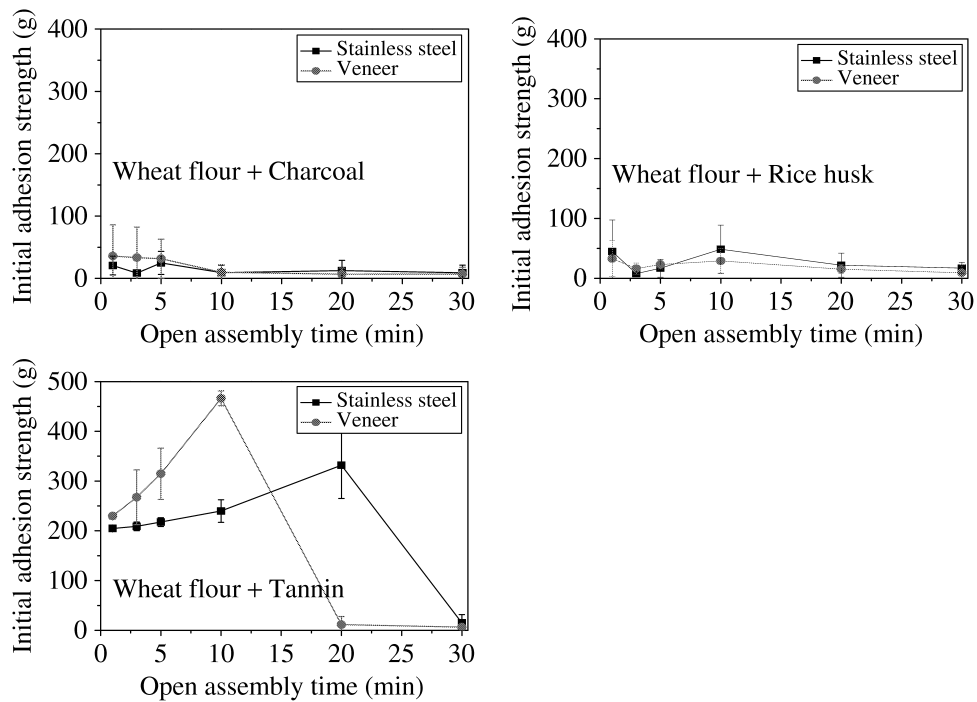 Initial adhesion strength (g)
400
300
200
100
0
Stainless steel
Veneer
Wheat flour + Charcoal
0 5 10 15 20 25 30
Open assembly time (min)
Initial adhesion strength (g)
400
300
200
100
0
Stainless steel
Veneer
Wheat flour + Rice husk
0 5 10 15 20 25 30
Open assembly time (min)
Initial adhesion strength (g)
500
400
300
200
100
0
Stainless steel
Veneer
Wheat flour + Tannin
0 5 10 15 20 25 30
Open assembly time (min)